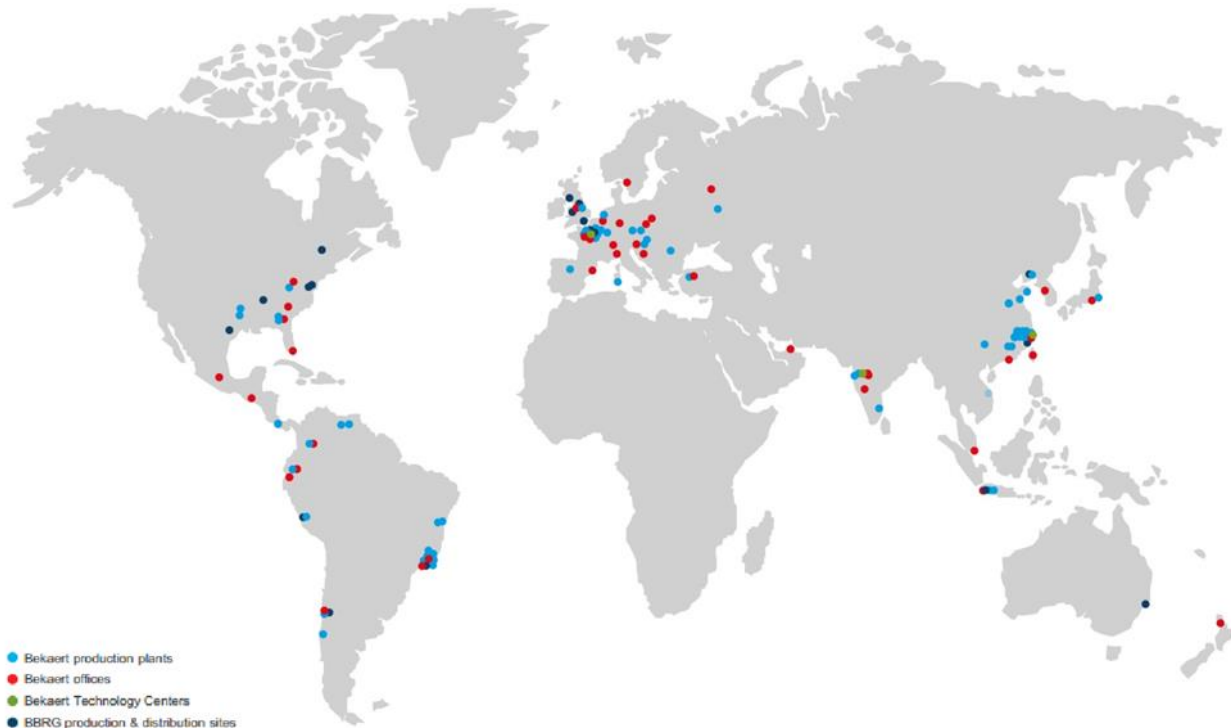 Bekaert production plants
Bekaert offices
Bekaert Technology Centers
BBRG production & distribution sites